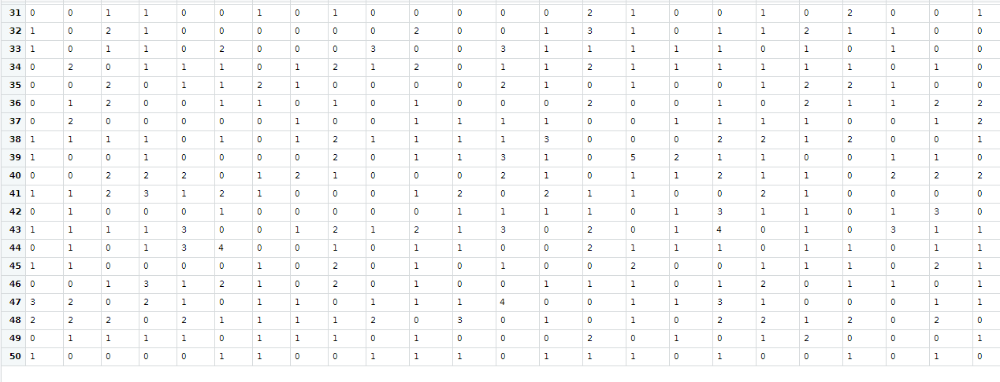 31 0 0 1 1 0 0 1 0 1 0 0 0 0 0 2 1 0 0 1 0 2 0 0 1
32 1 0 2 1 0 0 0 0 0 0 2 0 0 1 3 1 0 1 1 2 1 1 0 0
33 1 0 1 1 0 2 0 0 0 3 0 0 3 1 1 1 1 1 0 1 0 1 0 0
34 0 2 0 1 1 1 0 1 2 1 2 0 1 1 2 1 1 1 1 1 1 0 1 0
35 0 0 2 0 1 1 2 1 0 0 0 0 2 1 0 1 0 0 1 2 2 1 0 0
36 0 1 2 0 0 1 1 0 1 0 1 0 0 0 2 0 0 1 0 2 1 1 2 2
37 0 2 0 0 0 0 0 1 0 0 1 1 1 1 0 0 1 1 1 1 0 0 1 2
38 1 1 1 1 0 1 0 1 2 1 1 1 1 3 0 0 0 2 2 1 2 0 0 1
39 1 0 0 1 0 0 0 0 2 0 1 1 3 1 0 5 2 1 1 0 0 1 1 0
40 0 0 2 2 2 0 1 2 1 0 0 0 2 1 0 1 1 2 1 1 0 2 2 2
41 1 1 2 3 1 2 1 0 0 0 1 2 0 2 1 1 0 0 2 1 0 0 0 0
42 0 1 0 0 0 1 0 0 0 0 0 1 1 1 1 0 1 3 1 1 0 1 3 0
43 1 1 1 1 3 0 0 1 2 1 2 1 3 0 2 0 1 4 0 1 0 3 1 1
44 0 1 0 1 3 4 0 0 1 0 1 1 0 0 2 1 1 1 0 1 1 0 1 1
45 1 1 0 0 0 0 1 0 2 0 1 0 1 0 0 2 0 0 1 1 1 0 2 1
46 0 0 1 3 1 2 1 0 2 0 1 0 0 1 1 1 0 1 2 0 1 1 0 1
47 3 2 0 2 1 0 1 1 0 1 1 1 4 0 0 1 1 3 1 0 0 0 1 1
48 2 2 2 0 2 1 1 1 1 2 0 3 0 1 0 1 0 2 2 1 2 0 2 0
49 0 1 1 1 1 0 1 1 1 0 1 0 0 0 2 0 1 0 1 2 0 0 0 1
50 1 0 0 0 0 1 1 0 0 1 1 1 0 1 1 1 0 1 0 0 1 0 1 0